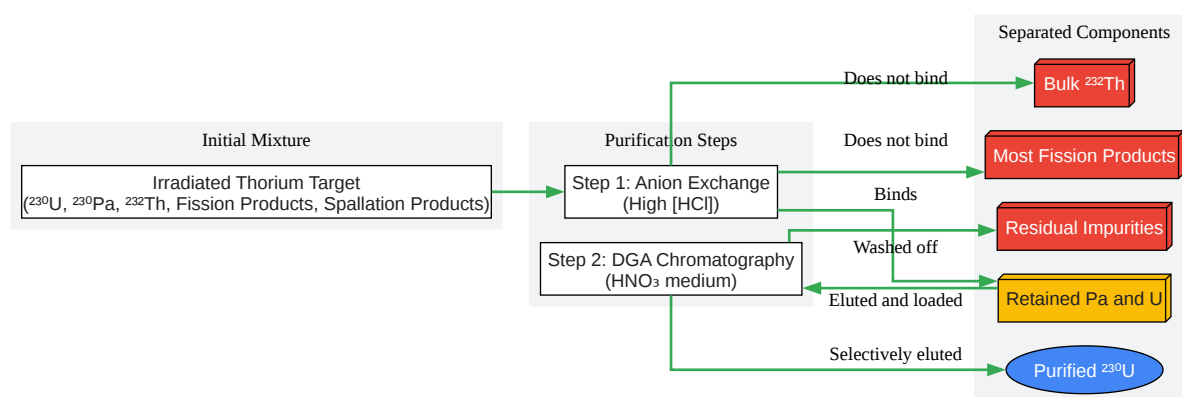 Separated Components
Does not bind
Bulk ²³²Th
Initial Mixture
Purification Steps
Does not bind
Most Fission Products
Irradiated Thorium Target
(²³⁰U, ²³⁰Pa, ²³²Th, Fission Products, Spallation Products)
Step 1: Anion Exchange
(High [HCl])
Binds
Residual Impurities
Washed off
Step 2: DGA Chromatography
(HNO₃ medium)
Retained Pa and U
Eluted and loaded
Selectively eluted
Purified ²³⁰U